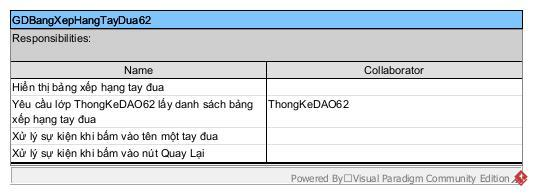 GDBangXepHangTayDua62
Responsibilities:
Name
Collaborator
Hiển thị bảng xếp hạng tay đua
Yêu cầu lớp ThongKeDAO62 lấy danh sách bảng
xếp hạng tay đua
ThongKeDAO62
Xử lý sự kiện khi bấm vào tên một tay đua
Xử lý sự kiện khi bấm vào nút Quay Lại
Powered By□Visual Paradigm Community Edition